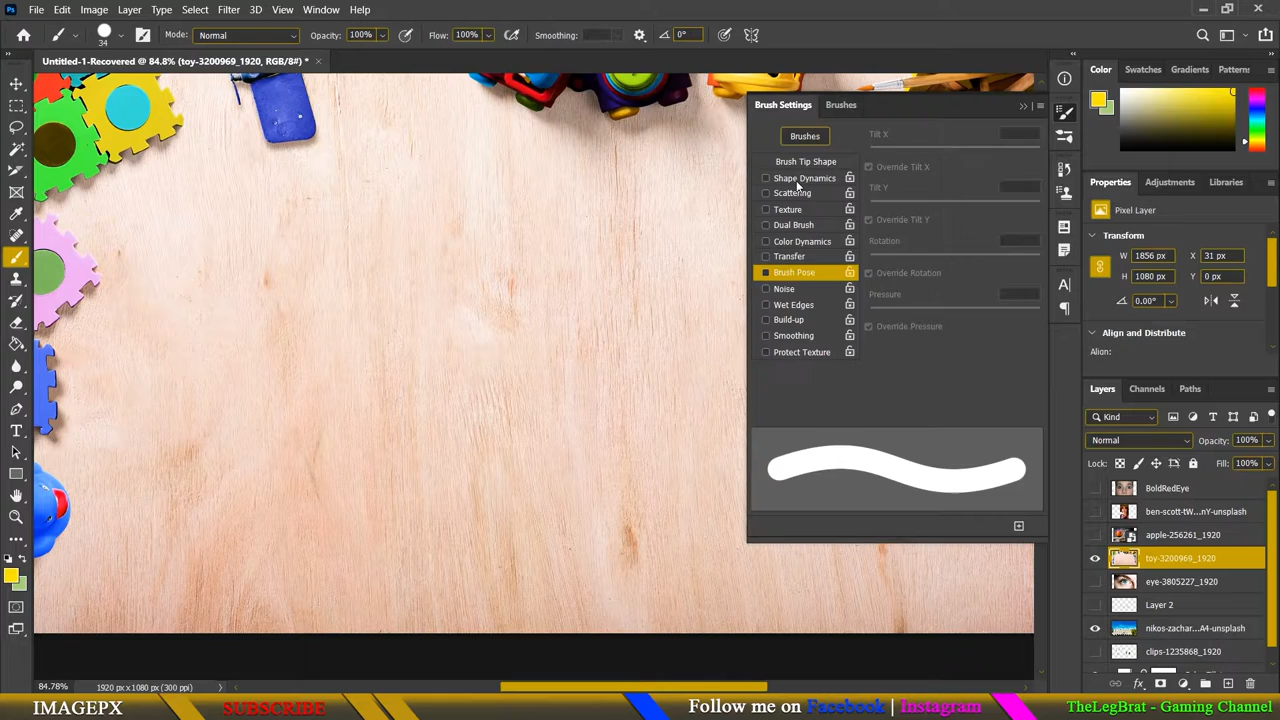 Ps File Edit Image Layer Type Select Filter 3D View Window Help
34 Mode: Normal Opacity: 100% Flow: 100% Smoothing: 0°
Untitled-1-Recovered @ 84.8% (toy-3200969_1920, RGB/8#) *
Brush Settings Brushes
Brushes
Brush Tip Shape
Shape Dynamics
Scattering
Texture
Dual Brush
Color Dynamics
Transfer
Brush Pose
Noise
Wet Edges
Build-up
Smoothing
Protect Texture
Tilt X
Override Tilt X
Tilt Y
Override Tilt Y
Rotation
Override Rotation
Pressure
Override Pressure
Color Swatches Gradients Patterns
Properties Adjustments Libraries
Pixel Layer
Transform
W 1856 px X 31 px
H 1080 px Y 0 px
0.00°
Align and Distribute
Align:
Layers Channels Paths
Kind
Normal Opacity: 100%
Lock: Fill: 100%
BoldRedEye
ben-scott-tW...nY-unsplash
apple-256261_1920
toy-3200969_1920
eye-3805227_1920
Layer 2
nikos-zachar...A4-unsplash
clips-1235868_1920
84.78% 1920 px x 1080 px (300 ppi)
IMAGEPX SUBSCRIBE Follow me on Facebook | Instagram TheLegBrat - Gaming Channel